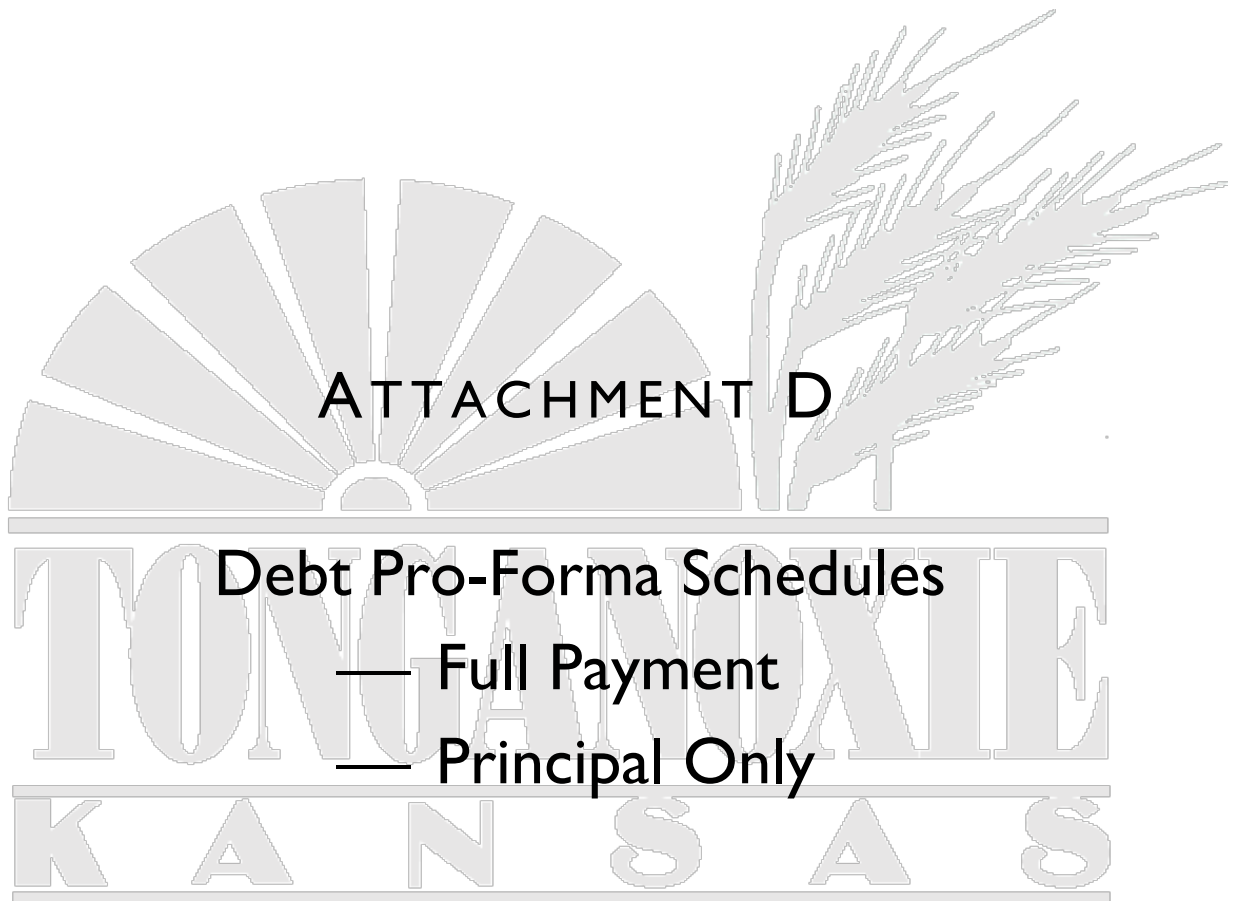 ATTACHMENT D
Debt Pro-Forma Schedules
— Full Payment
— Principal Only
TONGANOXIE
KANSAS